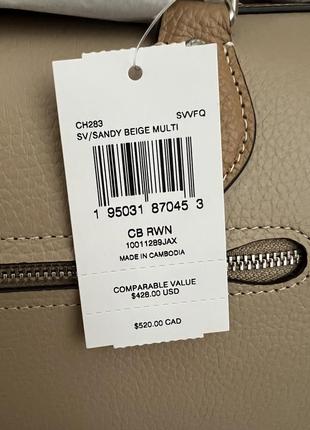 CH283 SVVFQ
SV/SANDY BEIGE MULTI
1 95031 87045 3
CB RWN
10011289JAX
MADE IN CAMBODIA
COMPARABLE VALUE
$428.00 USD
$520.00 CAD